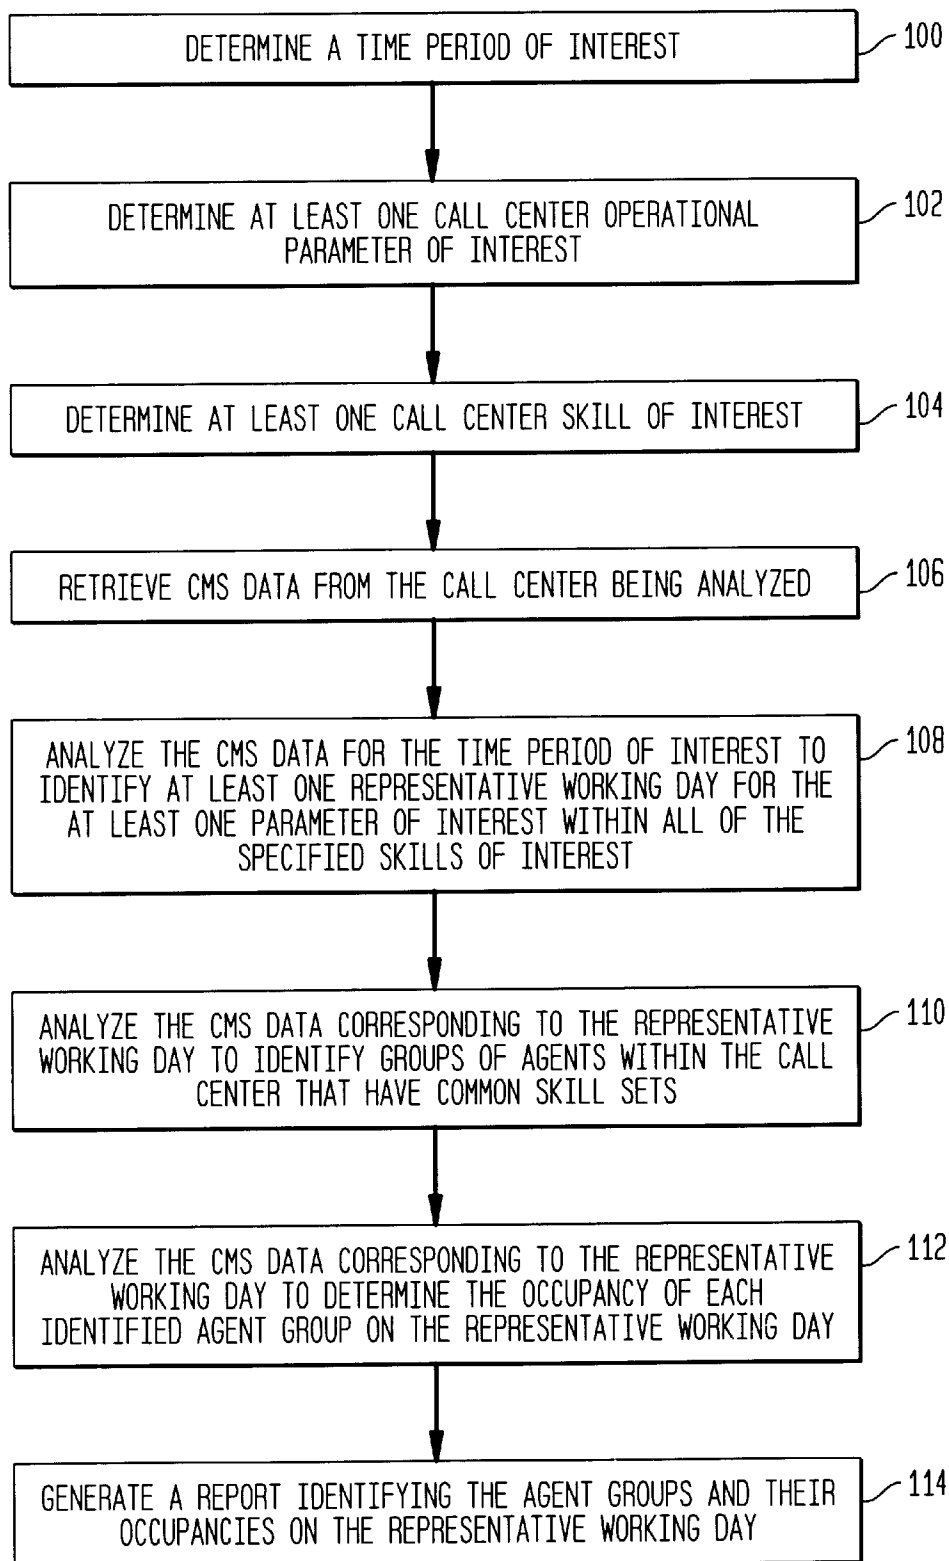 DETERMINE A TIME PERIOD OF INTEREST
100
DETERMINE AT LEAST ONE CALL CENTER OPERATIONAL
PARAMETER OF INTEREST
102
DETERMINE AT LEAST ONE CALL CENTER SKILL OF INTEREST
104
RETRIEVE CMS DATA FROM THE CALL CENTER BEING ANALYZED
106
ANALYZE THE CMS DATA FOR THE TIME PERIOD OF INTEREST TO
IDENTIFY AT LEAST ONE REPRESENTATIVE WORKING DAY FOR THE
AT LEAST ONE PARAMETER OF INTEREST WITHIN ALL OF THE
SPECIFIED SKILLS OF INTEREST
108
ANALYZE THE CMS DATA CORRESPONDING TO THE REPRESENTATIVE
WORKING DAY TO IDENTIFY GROUPS OF AGENTS WITHIN THE CALL
CENTER THAT HAVE COMMON SKILL SETS
110
ANALYZE THE CMS DATA CORRESPONDING TO THE REPRESENTATIVE
WORKING DAY TO DETERMINE THE OCCUPANCY OF EACH
IDENTIFIED AGENT GROUP ON THE REPRESENTATIVE WORKING DAY
112
GENERATE A REPORT IDENTIFYING THE AGENT GROUPS AND THEIR
OCCUPANCIES ON THE REPRESENTATIVE WORKING DAY
114